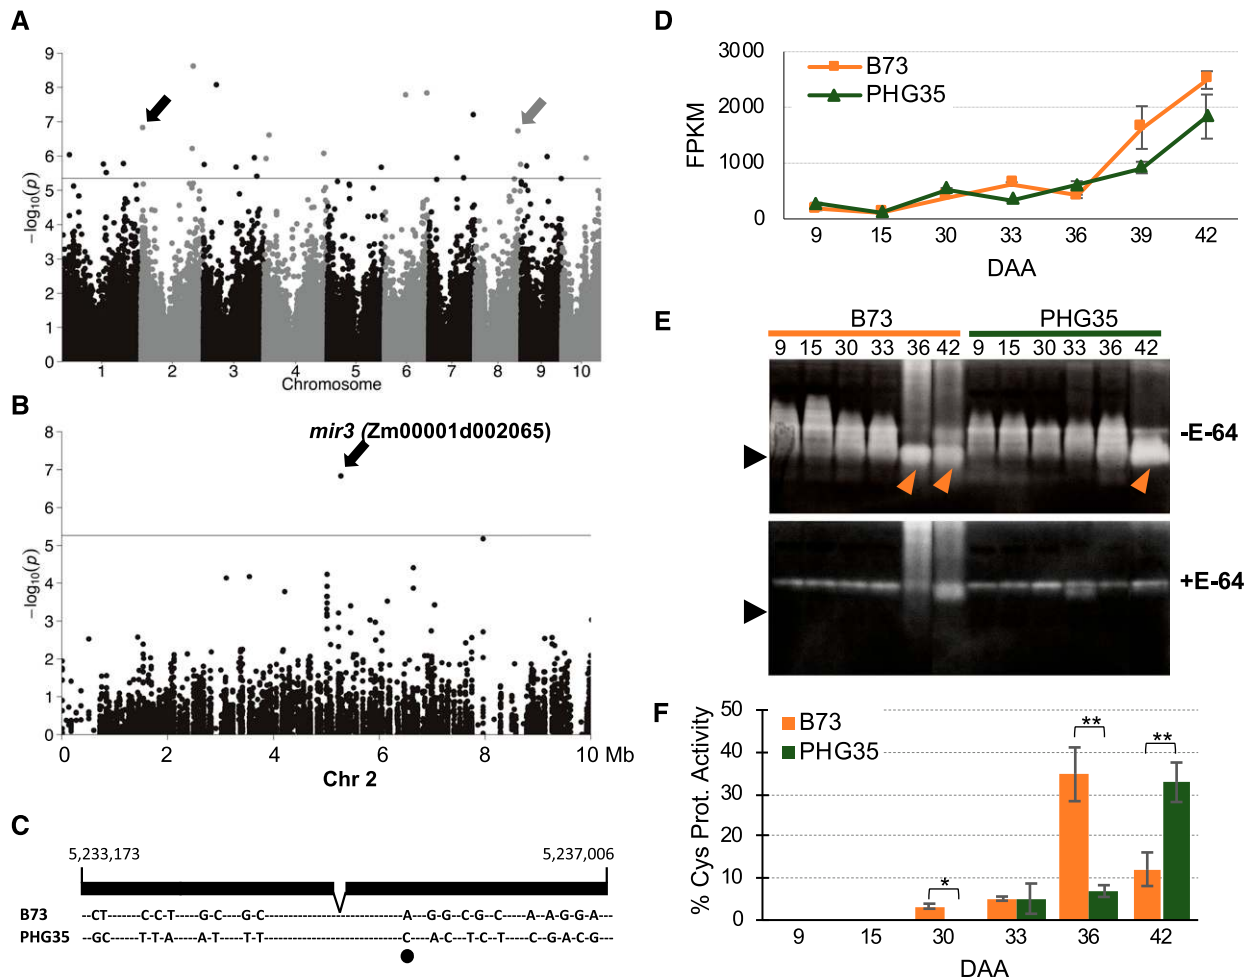 A
9
8
7
6
5
4
3
2
1
0
−log10(p)
1 2 3 4 5 6 7 8 9 10
Chromosome
B
mir3 (Zm00001d002065)
8
7
6
5
4
3
2
1
0
−log10(p)
0 2 4 6 8 10 Mb
Chr 2
C
5,233,173 5,237,006
B73 --CT------C-C-T----G-C---G-C----------------------------A--G-G-C-G-C----A-A-G-G-A---
PHG35 --GC------T-T-A----A-T----T-T----------------------------C--A-C---T-C-T----C-G-A-C-G---
D
3000
2000
1000
0
FPKM
B73
PHG35
9 15 30 33 36 39 42
DAA
E
B73 PHG35
9 15 30 33 36 42 9 15 30 33 36 42
-E-64
+E-64
F
50
40
30
20
10
0
% Cys Prot. Activity
B73
PHG35
* ** **
9 15 30 33 36 42
DAA